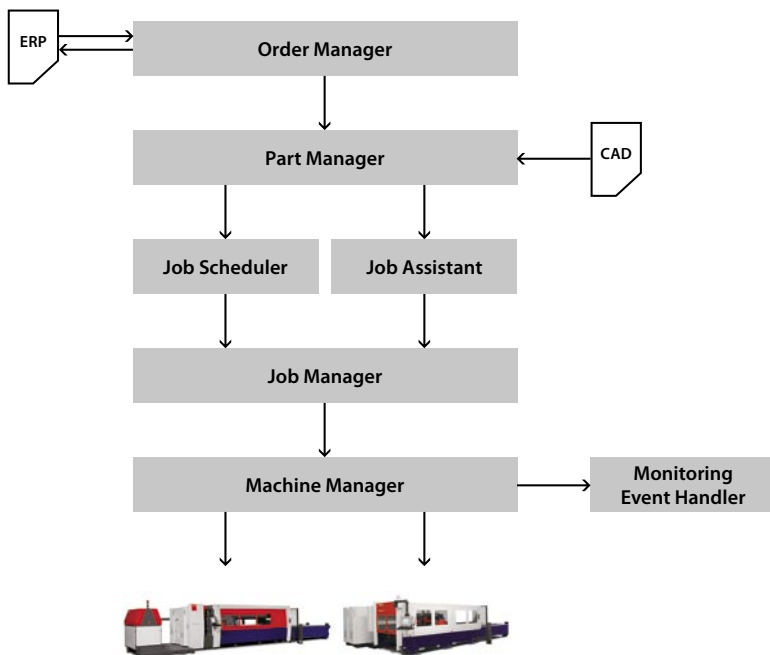 ERP
Order Manager
Part Manager
CAD
Job Scheduler
Job Assistant
Job Manager
Machine Manager
Monitoring
Event Handler